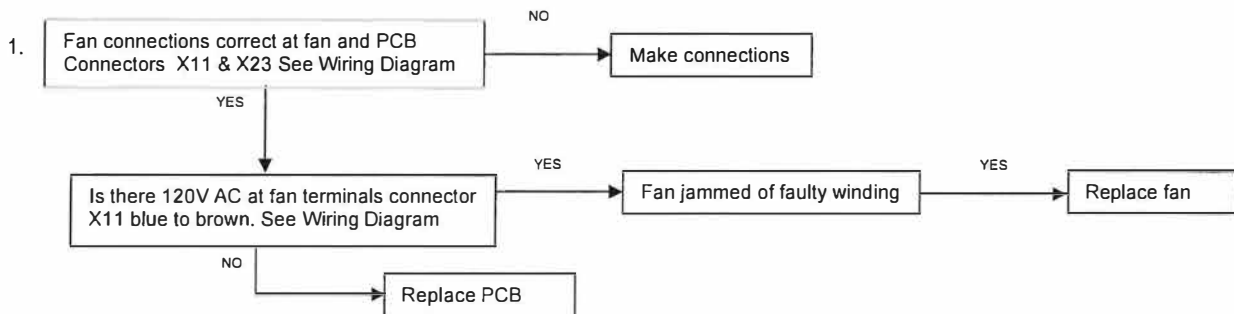 NO
1.
Fan connections correct at fan and PCB
Connectors X11 & X23 See Wiring Diagram
Make connections
YES
YES
YES
Is there 120V AC at fan terminals connector
X11 blue to brown. See Wiring Diagram
Fan jammed of faulty winding
Replace fan
NO
Replace PCB